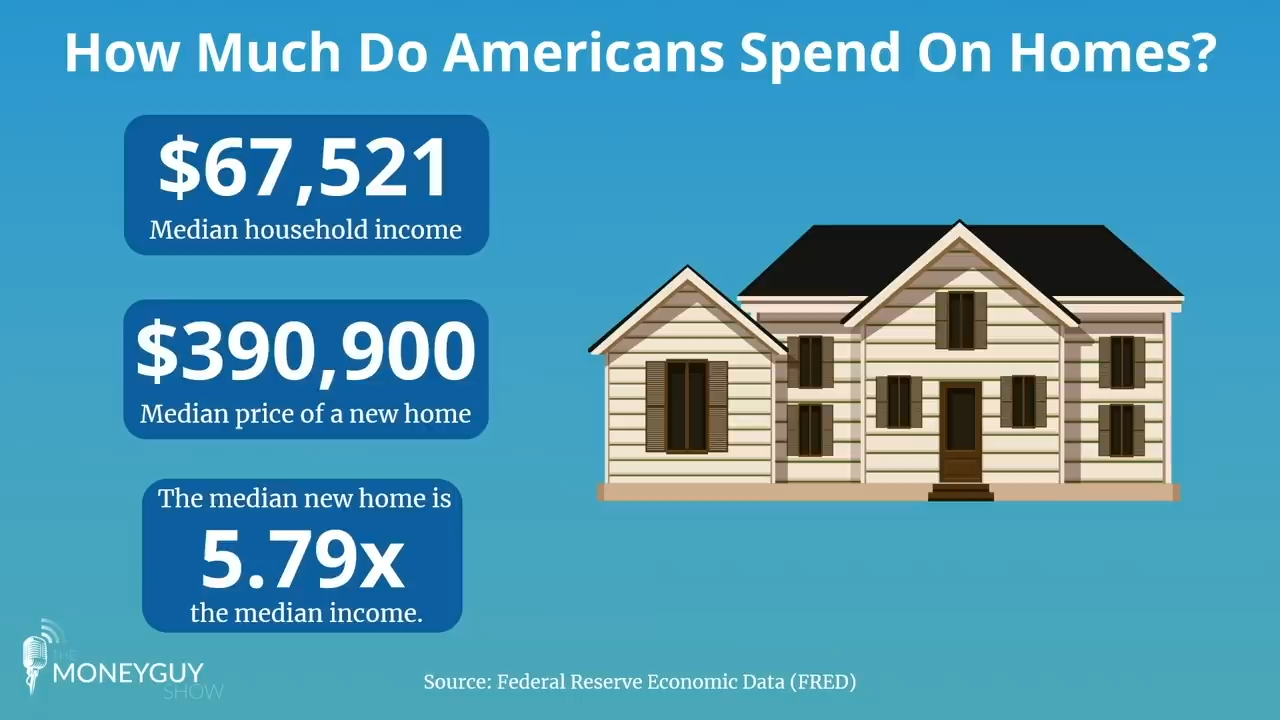 How Much Do Americans Spend On Homes?
$67,521
Median household income
$390,900
Median price of a new home
The median new home is
5.79x
the median income.
THE
MONEYGUY
SHOW
Source: Federal Reserve Economic Data (FRED)